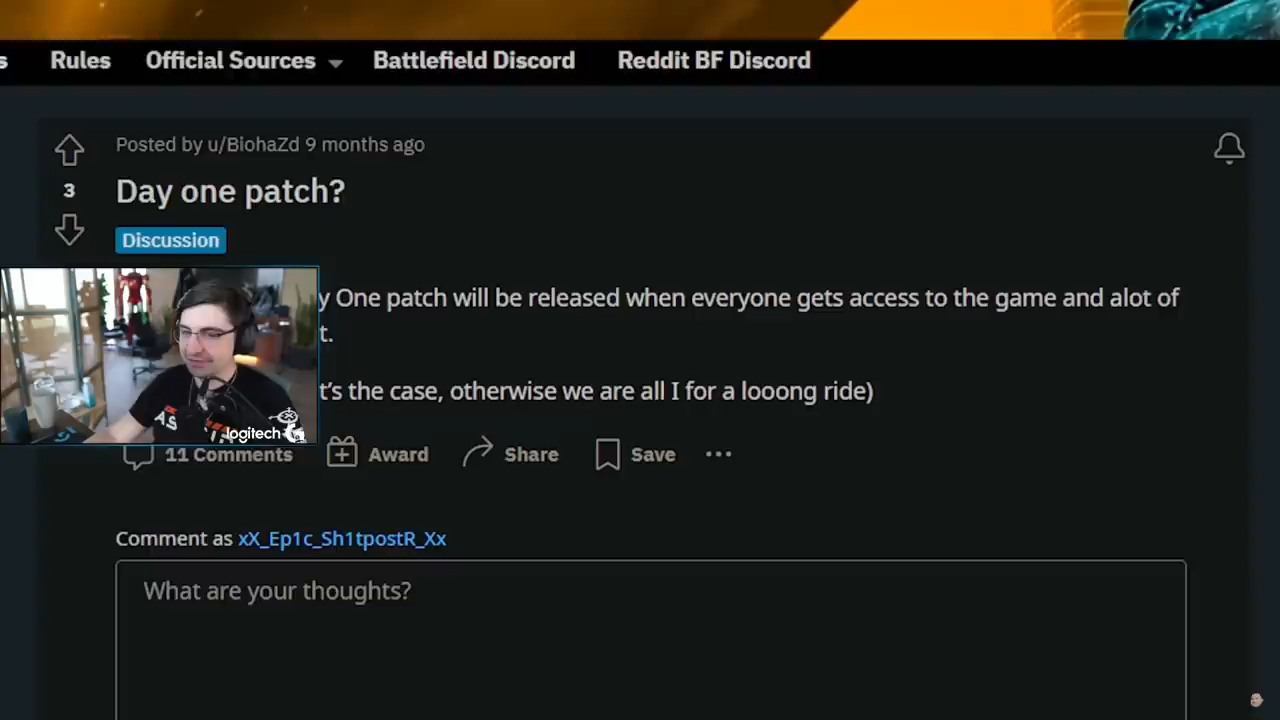 s Rules Official Sources Battlefield Discord Reddit BF Discord
Posted by u/BiohaZd 9 months ago
3 Day one patch?
Discussion
y One patch will be released when everyone gets access to the game and alot of
t.
t's the case, otherwise we are all I for a looong ride)
AS
logitech
11 Comments Award Share Save
Comment as xX_Ep1c_Sh1tpostR_Xx
What are your thoughts?